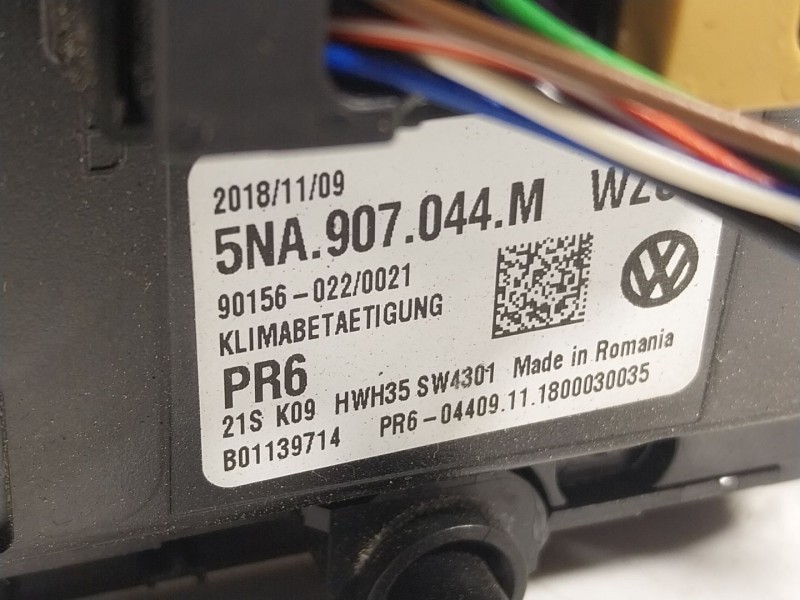 2018/11/09
5NA.907.044.M
90156-022/0021
KLIMABETAETIGUNG
PR6
21S K09 HWH35 SW4301 Made in Romania
B01139714 PR6-04409.11.1800030035